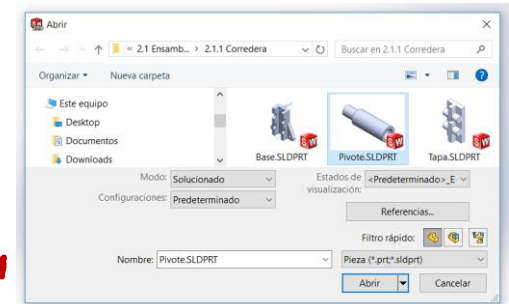 Abrir
« 2.1 Ensamb... > 2.1.1 Corredera
Buscar en 2.1.1 Corredera
Organizar
Nueva carpeta
Este equipo
Desktop
Documentos
Downloads
Base.SLDPRT
Pivote.SLDPRT
Tapa.SLDPRT
Modo: Solucionado
Estados de visualización: <Predeterminado>_E
Configuraciones: Predeterminado
Referencias...
Filtro rápido:
Nombre: Pivote.SLDPRT
Pieza (*.prt;*.sldprt)
Abrir
Cancelar